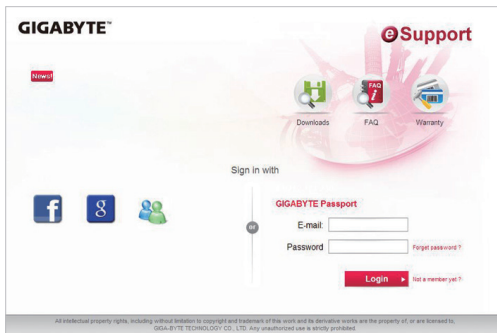 GIGABYTE™
eSupport
News!
FAQ
Downloads
FAQ
Warranty
Sign in with
f
g
or
GIGABYTE Passport
E-mail:
Password
Forget password ?
Login
Not a member yet ?
All intellectual property rights, including without limitation to copyright and trademark of this work and its derivative works are the property of, or are licensed to,
GIGA-BYTE TECHNOLOGY CO., LTD. Any unauthorized use is strictly prohibited.